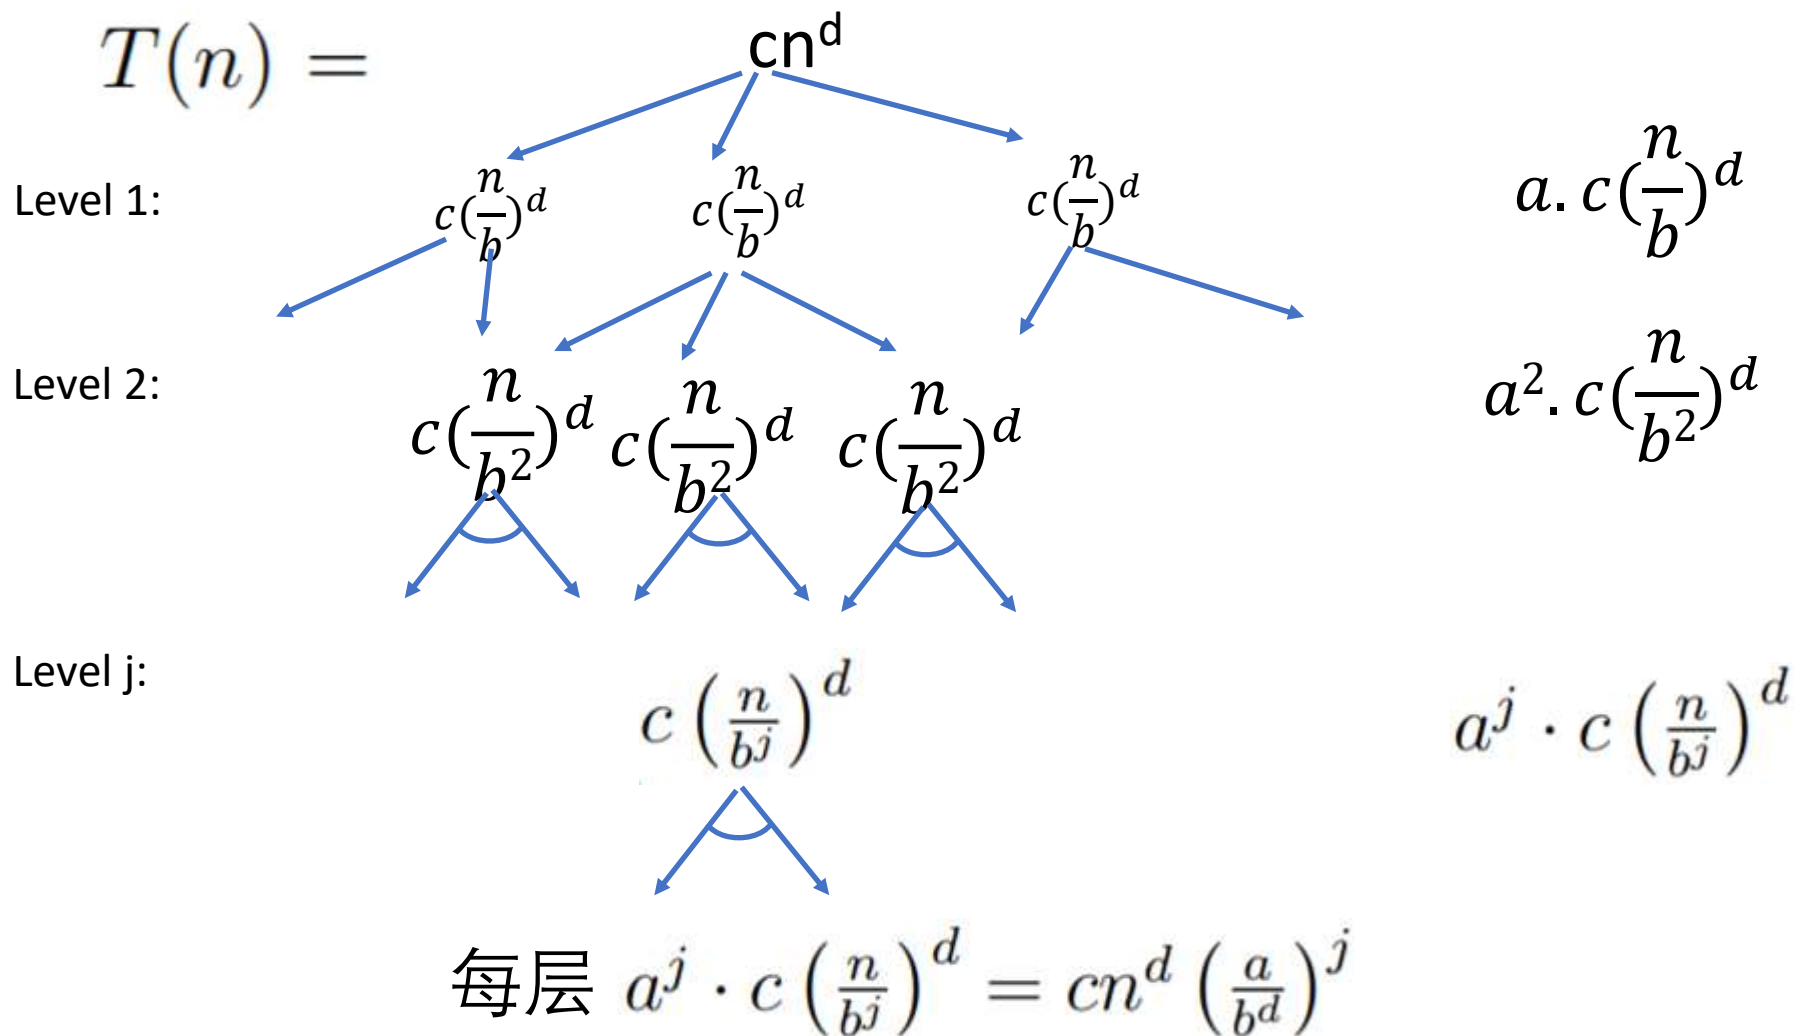 T(n) = cn^d
Level 1: c(n/b)^d c(n/b)^d c(n/b)^d a. c(n/b)^d
Level 2: c(n/b^2)^d c(n/b^2)^d c(n/b^2)^d a^2. c(n/b^2)^d
Level j: c (n/b^j)^d a^j · c (n/b^j)^d
每层 a^j · c (n/b^j)^d = cn^d (a/b^d)^j